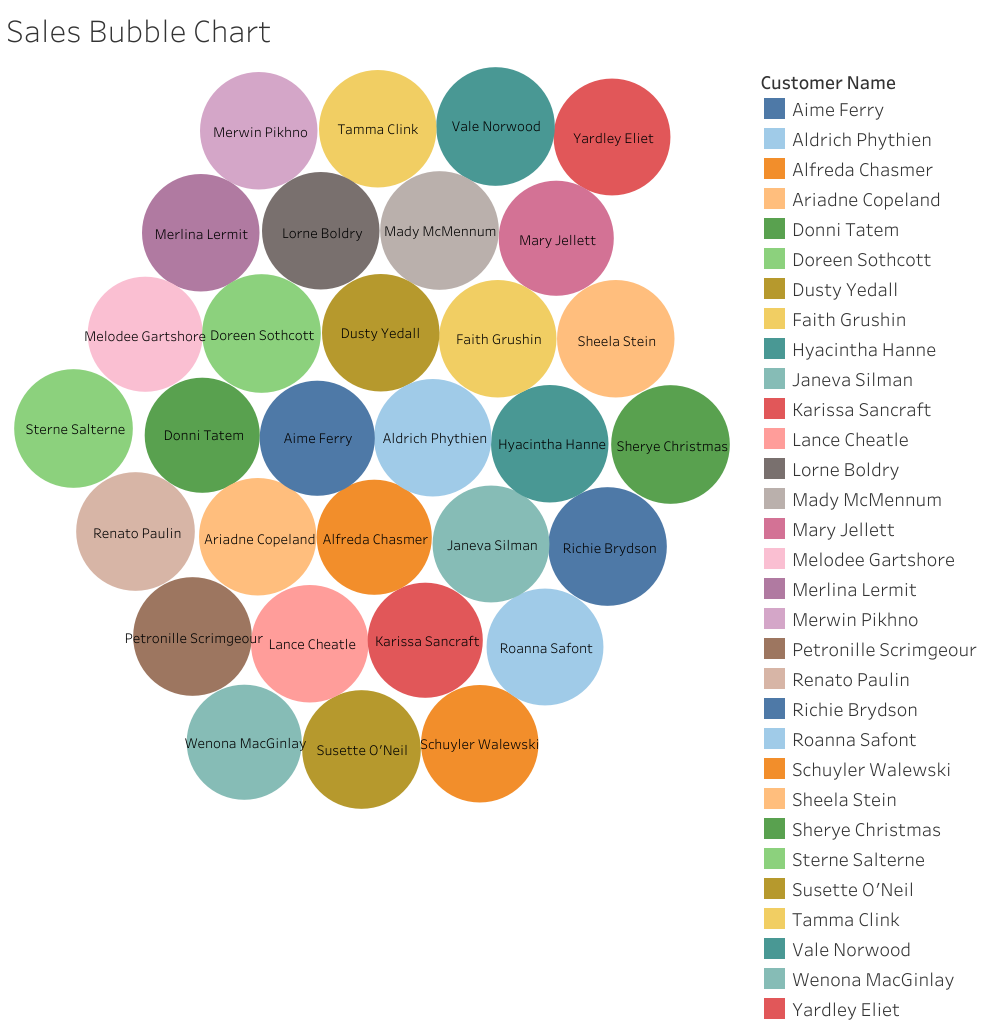 Sales Bubble Chart
Merwin Pikhno
Tamma Clink
Vale Norwood
Yardley Eliet
Merlina Lermit
Lorne Boldry
Mady McMennum
Mary Jellett
Melodee Gartshore
Doreen Sothcott
Dusty Yedall
Faith Grushin
Sheela Stein
Sterne Salterne
Donni Tatem
Aime Ferry
Aldrich Phythien
Hyacintha Hanne
Sherye Christmas
Renato Paulin
Ariadne Copeland
Alfreda Chasmer
Janeva Silman
Richie Brydson
Petronille Scrimgeour
Lance Cheatle
Karissa Sancraft
Roanna Safont
Wenona MacGinlay
Susette O’Neil
Schuyler Walewski
Customer Name
Aime Ferry
Aldrich Phythien
Alfreda Chasmer
Ariadne Copeland
Donni Tatem
Doreen Sothcott
Dusty Yedall
Faith Grushin
Hyacintha Hanne
Janeva Silman
Karissa Sancraft
Lance Cheatle
Lorne Boldry
Mady McMennum
Mary Jellett
Melodee Gartshore
Merlina Lermit
Merwin Pikhno
Petronille Scrimgeour
Renato Paulin
Richie Brydson
Roanna Safont
Schuyler Walewski
Sheela Stein
Sherye Christmas
Sterne Salterne
Susette O’Neil
Tamma Clink
Vale Norwood
Wenona MacGinlay
Yardley Eliet